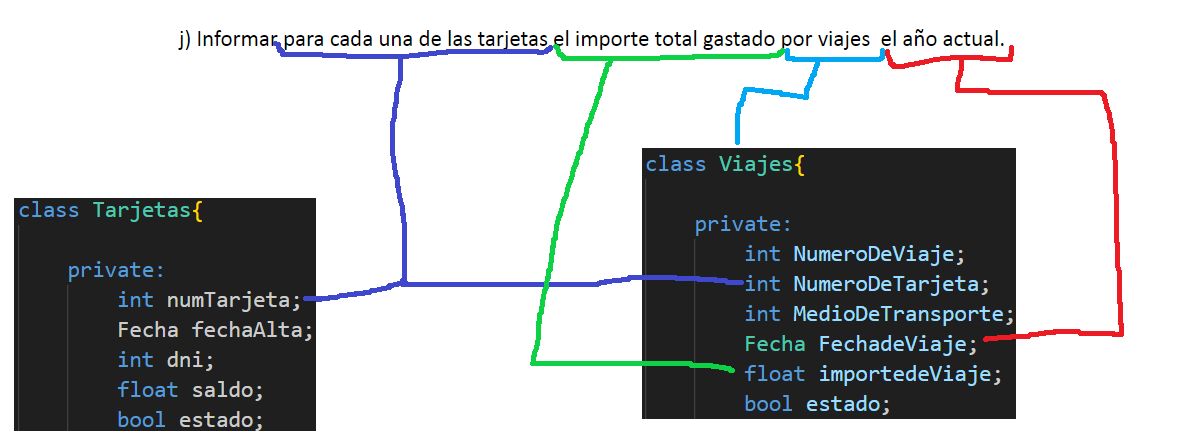 j) Informar para cada una de las tarjetas el importe total gastado por viajes  el año actual.
class Tarjetas{
private:
int numTarjeta;
Fecha fechaAlta;
int dni;
float saldo;
bool estado;
class Viajes{
private:
int NumeroDeViaje;
int NumeroDeTarjeta;
int MedioDeTransporte;
Fecha FechadeViaje;
float importedeViaje;
bool estado;